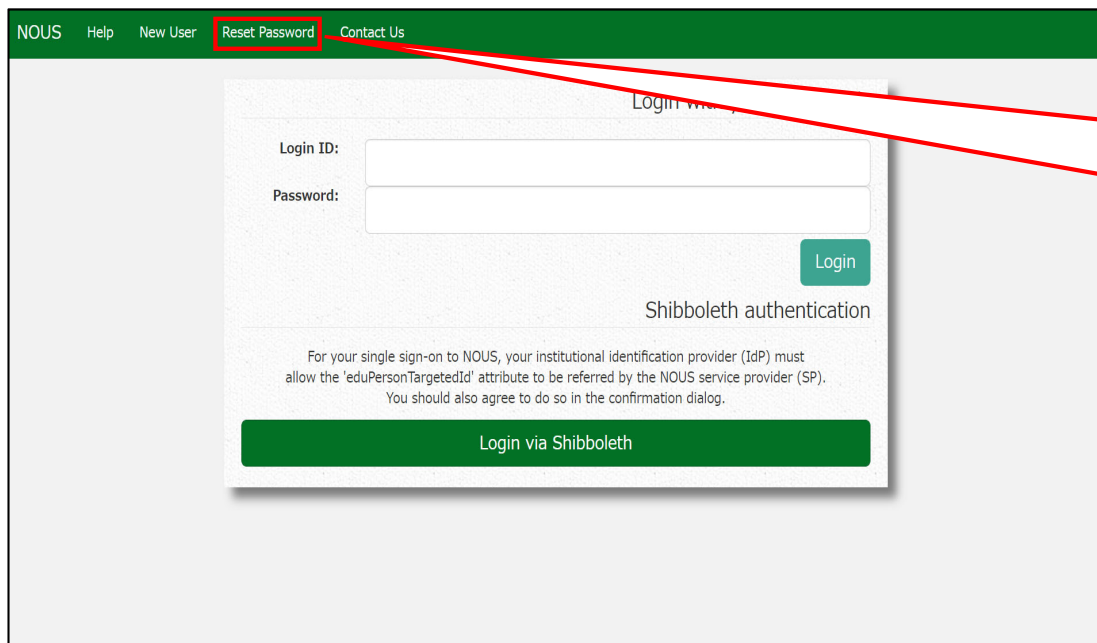 NOUS Help New User Reset Password Contact Us
Login
Login ID:
Password:
Login
Shibboleth authentication
For your single sign-on to NOUS, your institutional identification provider (IdP) must
allow the 'eduPersonTargetedId' attribute to be referred by the NOUS service provider (SP).
You should also agree to do so in the confirmation dialog.
Login via Shibboleth